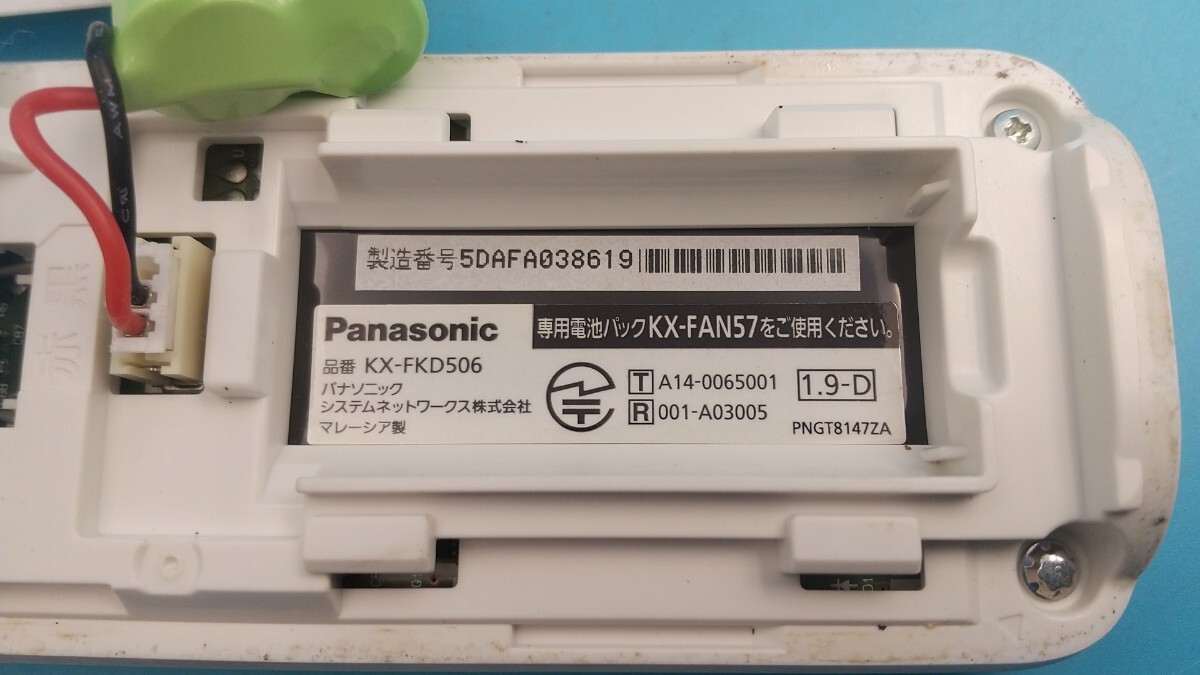 AWM
製造番号5DAFA038619
Panasonic
専用電池パックKX-FAN57をご使用ください。
品番 KX-FKD506
パナソニック
システムネットワークス株式会社
マレーシア製
T A14-0065001
R 001-A03005
1.9-D
PNGT8147ZA
赤 黒